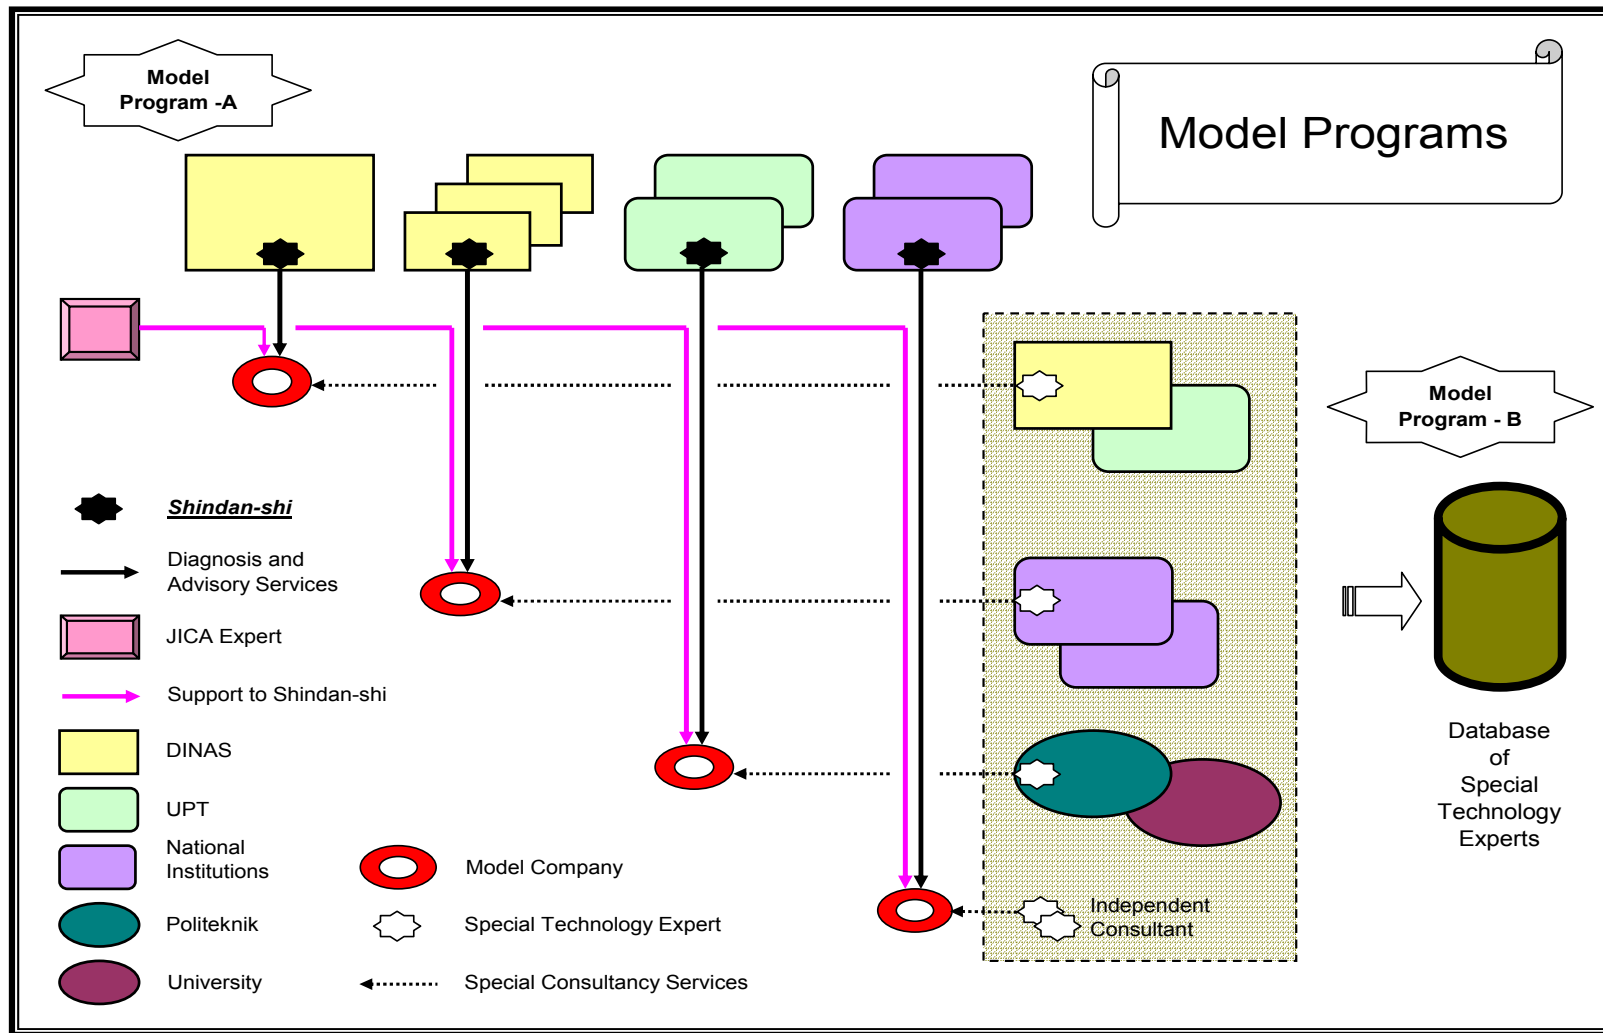 Model
Program -A
Model Programs
Model
Program - B
Shindan-shi
Diagnosis and
Advisory Services
JICA Expert
Support to Shindan-shi
DINAS
UPT
National
Institutions
Politeknik
University
Model Company
Special Technology Expert
Special Consultancy Services
Independent
Consultant
Database
of
Special
Technology
Experts